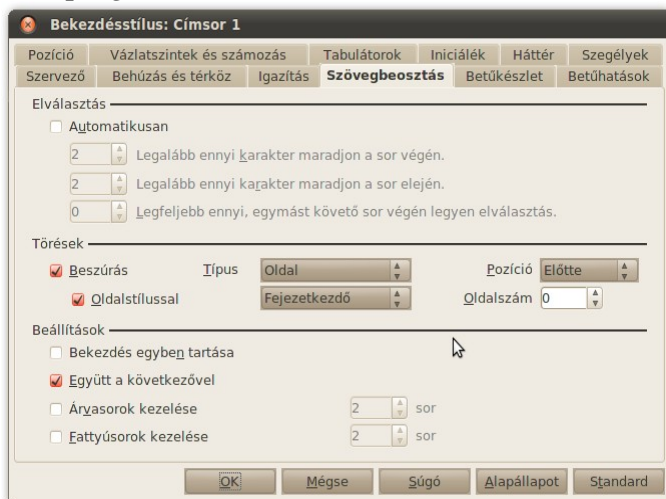 Bekezdésstílus: Címsor 1
Pozíció Vázlatszintek és számozás Tabulátorok Iniciálék Háttér Szegélyek
Szervező Behúzás és térköz Igazítás Szövegbeosztás Betűkészlet Betűhatások
Elválasztás
Automatikusan
2 Legalább ennyi karakter maradjon a sor végén.
2 Legalább ennyi karakter maradjon a sor elején.
0 Legfeljebb ennyi, egymást követő sor végén legyen elválasztás.
Törések
Beszúrás Típus Oldal Pozíció Előtte
Oldalstílussal Fejezetkezdő Oldalszám 0
Beállítások
Bekezdés egyben tartása
Együtt a következővel
Árvasorok kezelése 2 sor
Fattyúsorok kezelése 2 sor
OK Mégse Súgó Alapállapot Standard